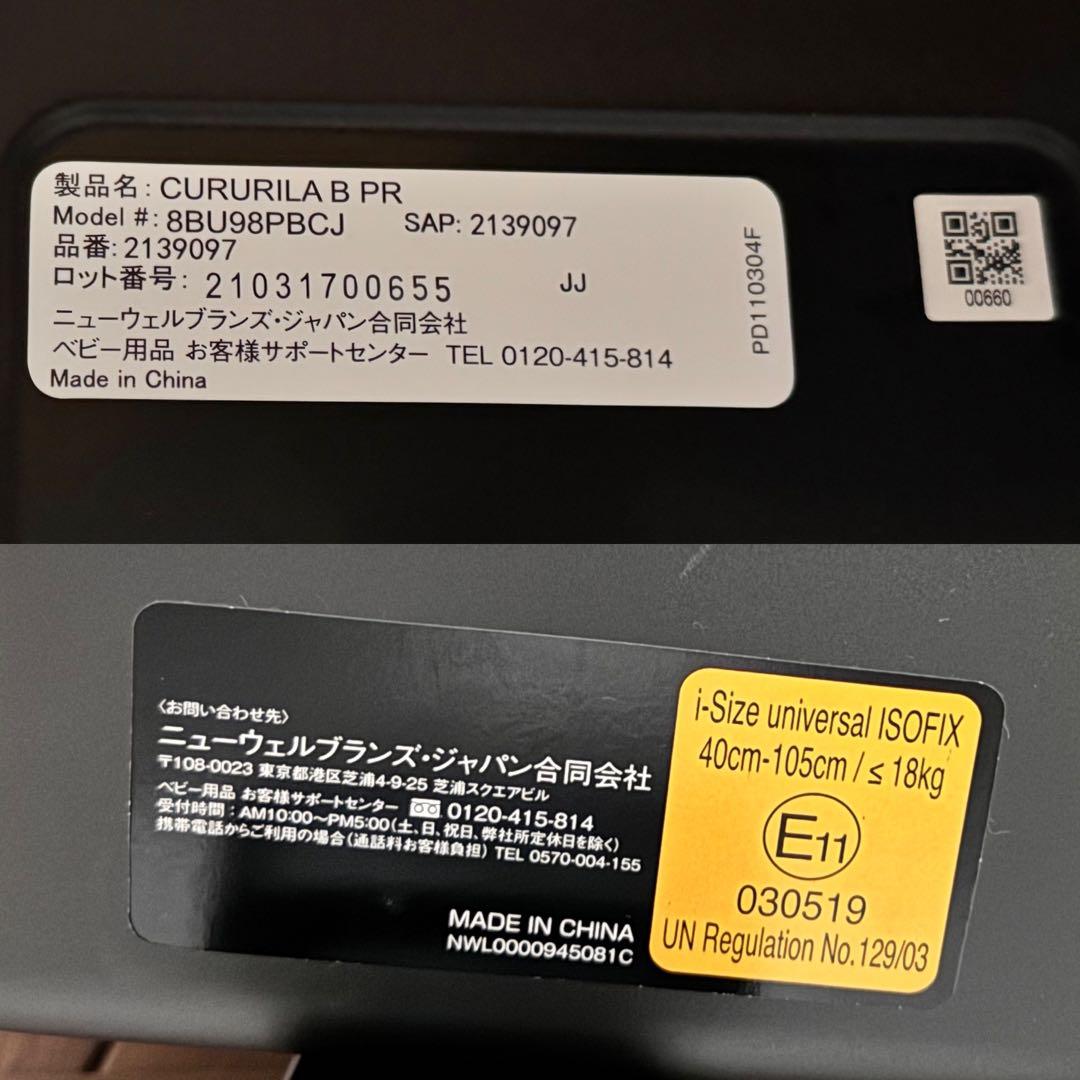 製品名: CURURILA B PR
Model #: 8BU98PBCJ SAP: 2139097
品番: 2139097
ロット番号: 21031700655 JJ
ニューウェルブランズ・ジャパン合同会社
ベビー用品 お客様サポートセンター TEL 0120-415-814
Made in China
PD110304F
00660
〈お問い合わせ先〉
ニューウェルブランズ・ジャパン合同会社
〒108-0023 東京都港区芝浦4-9-25 芝浦スクエアビル
ベビー用品 お客様サポートセンター 0120-415-814
受付時間：AM10:00〜PM5:00(土、日、祝日、弊社所定休日を除く)
携帯電話からご利用の場合(通話料お客様負担) TEL 0570-004-155
MADE IN CHINA
NWL0000945081C
i-Size universal ISOFIX
40cm-105cm / ≤ 18kg
E11
030519
UN Regulation No.129/03